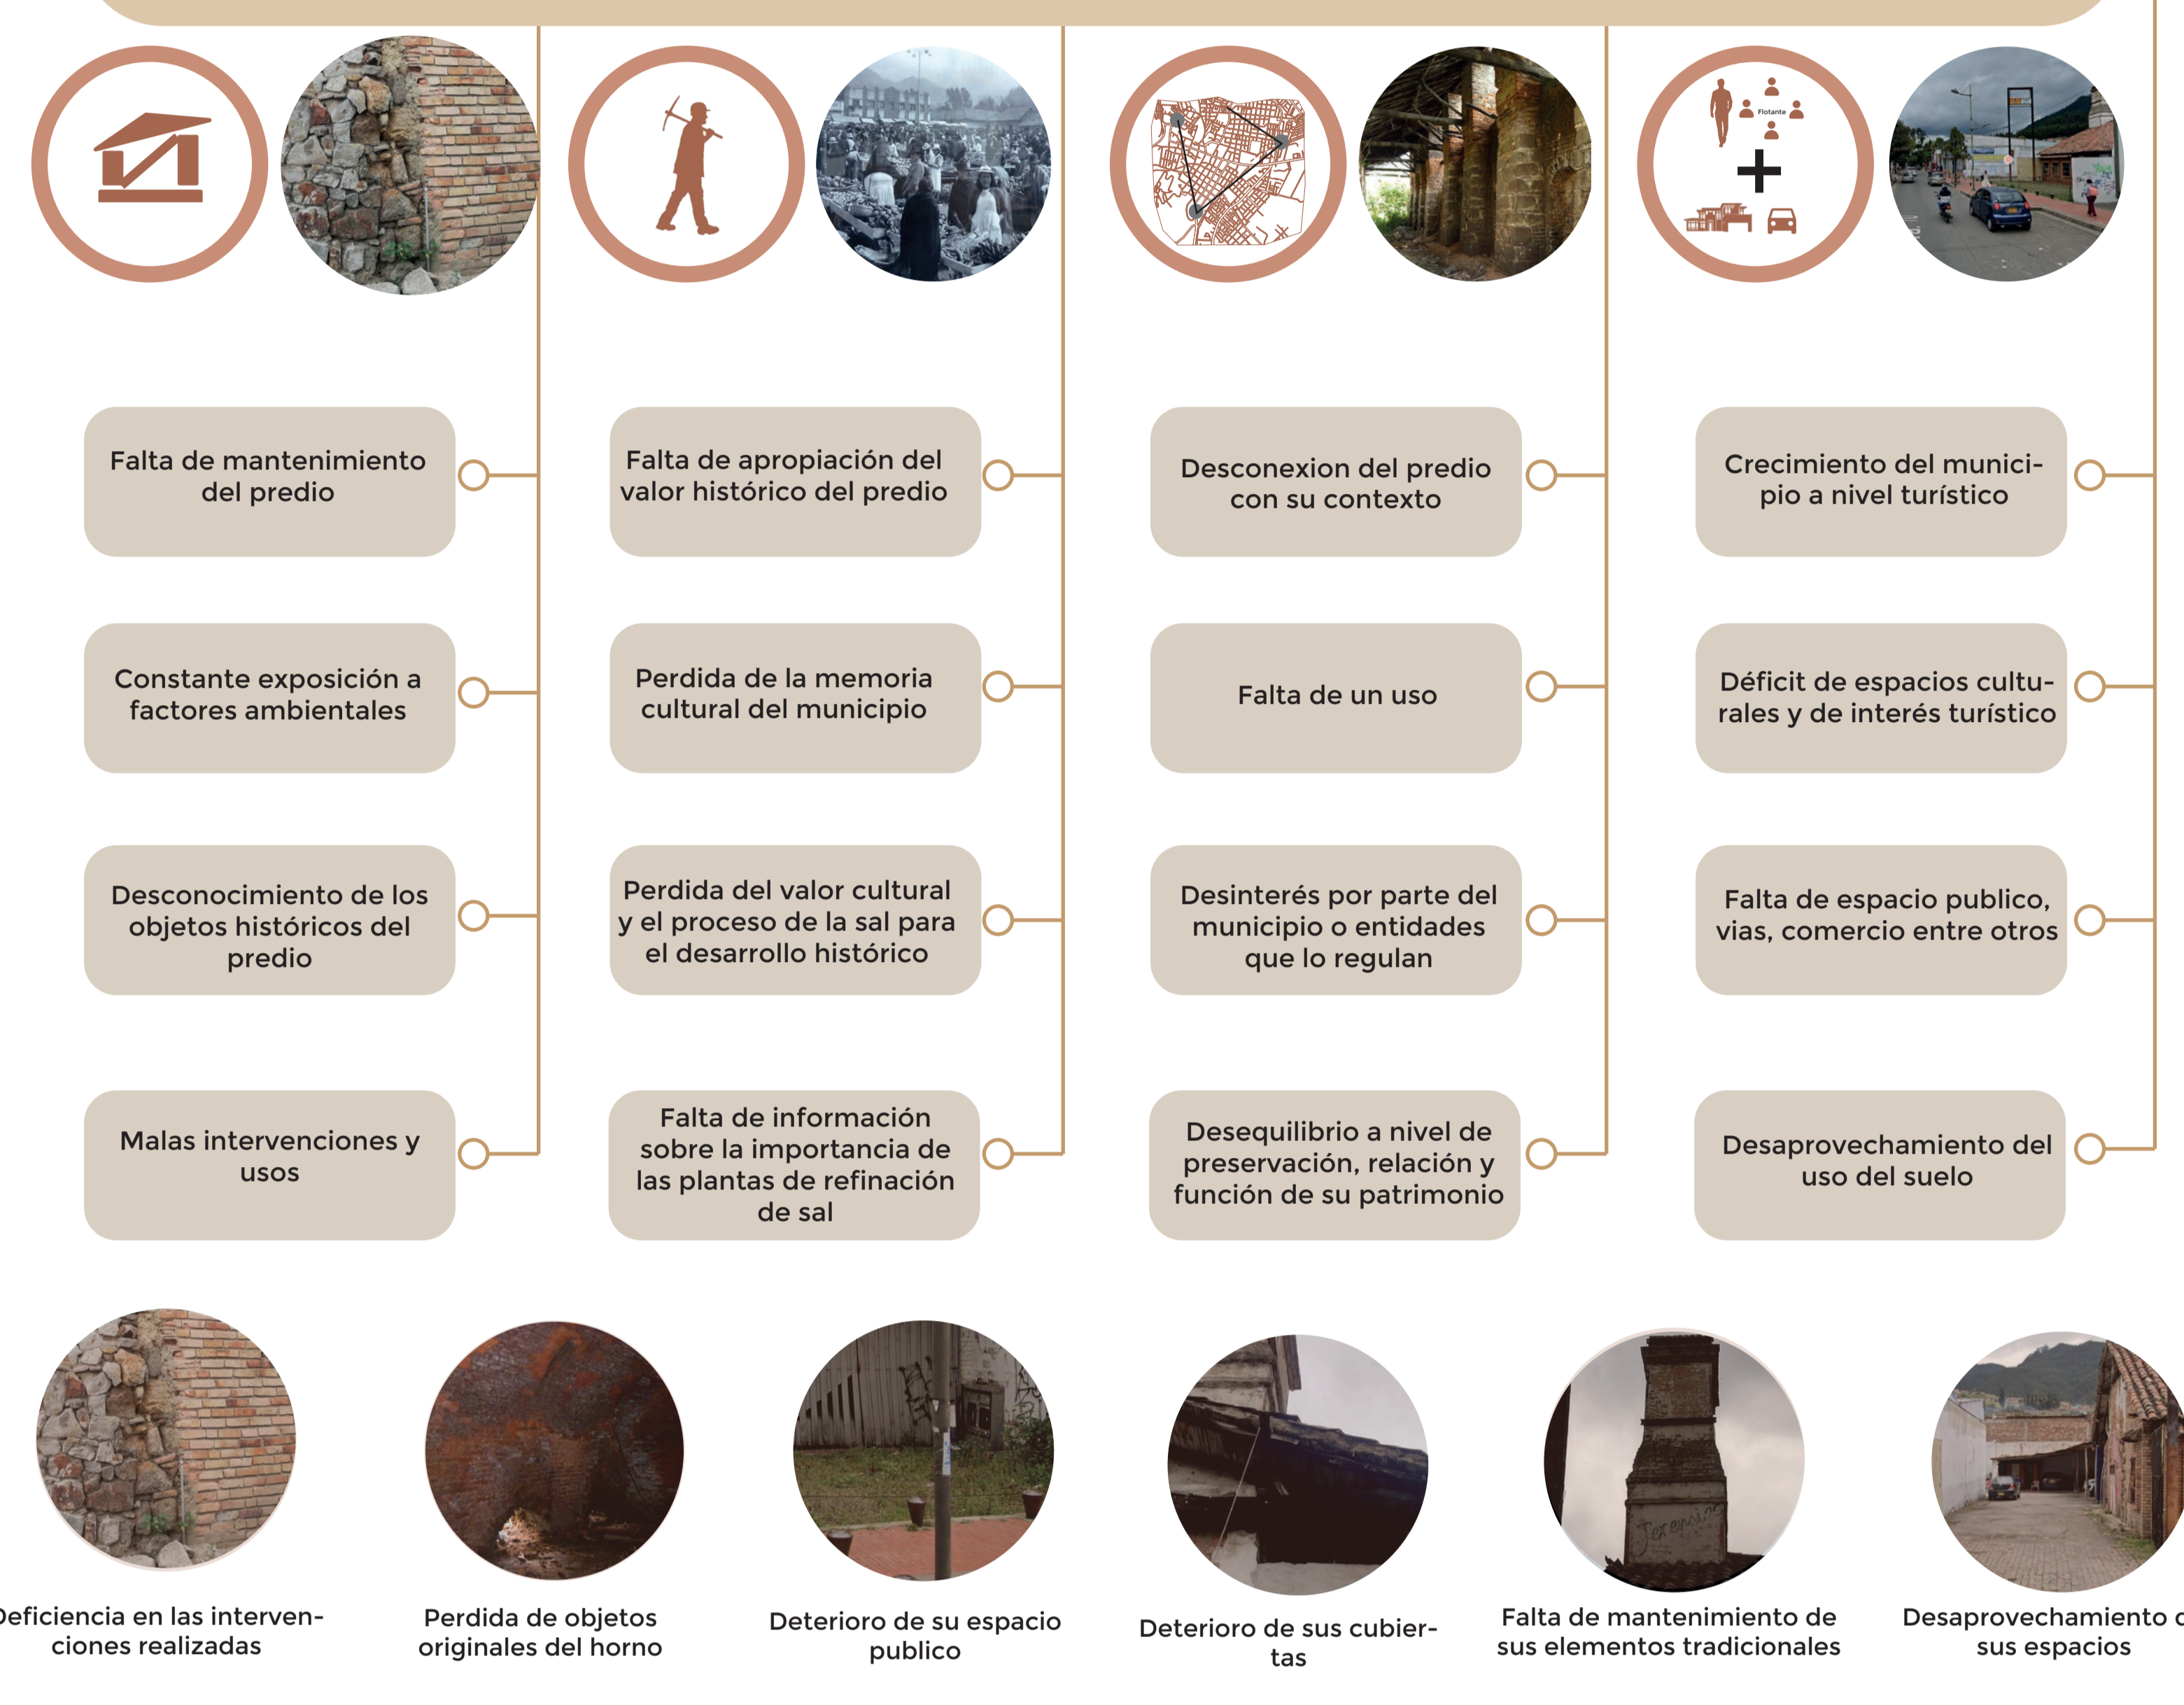 Flotante
Falta de mantenimiento
del predio
Constante exposición a
factores ambientales
Desconocimiento de los
objetos históricos del
predio
Malas intervenciones y
usos
Falta de apropiación del
valor histórico del predio
Perdida de la memoria
cultural del municipio
Perdida del valor cultural
y el proceso de la sal para
el desarrollo histórico
Falta de información
sobre la importancia de
las plantas de refinación
de sal
Desconexion del predio
con su contexto
Falta de un uso
Desinterés por parte del
municipio o entidades
que lo regulan
Desequilibrio a nivel de
preservación, relación y
función de su patrimonio
Crecimiento del munici-
pio a nivel turístico
Déficit de espacios cultu-
rales y de interés turístico
Falta de espacio publico,
vias, comercio entre otros
Desaprovechamiento del
uso del suelo
Deficiencia en las interven-
ciones realizadas
Perdida de objetos
originales del horno
Deterioro de su espacio
publico
Deterioro de sus cubier-
tas
Jeremias
Falta de mantenimiento de
sus elementos tradicionales
Desaprovechamiento
sus espacios